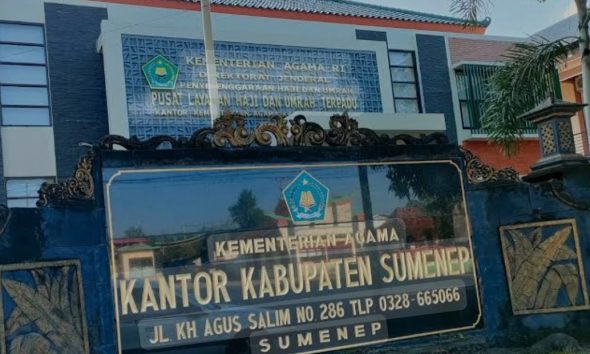 KEMENTERIAN AGAMA RI
DIREKTORAT JENDERAL
PENYELENGGARAAN HAJI DAN UMRAH
PUSAT LAYANAN HAJI DAN UMRAH TERPADU
KANTOR
KEMENTERIAN AGAMA
KANTOR KABUPATEN SUMENEP
JL. KH AGUS SALIM NO. 286 TLP. 0328-665066
SUMENEP